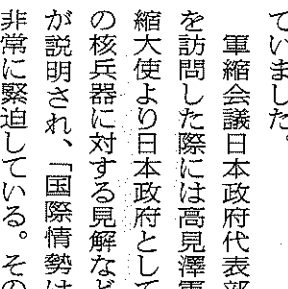 ていました。
軍縮会議日本政府代表部
を訪問した際には高見澤軍
縮大使より日本政府として
の核兵器に対する見解など
が説明され、「国際情勢は
非常に緊迫している。その